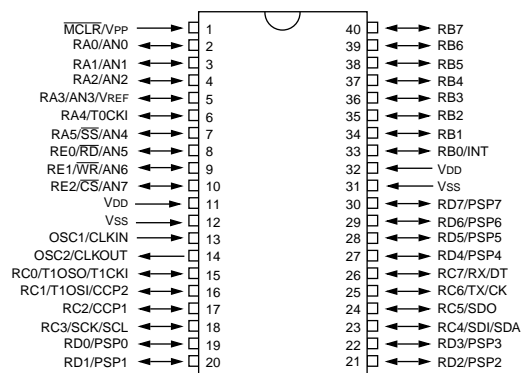 MCLR/VPP 1 40 RB7
RA0/AN0 2 39 RB6
RA1/AN1 3 38 RB5
RA2/AN2 4 37 RB4
RA3/AN3/VREF 5 36 RB3
RA4/T0CKI 6 35 RB2
RA5/SS/AN4 7 34 RB1
RE0/RD/AN5 8 33 RB0/INT
RE1/WR/AN6 9 32 VDD
RE2/CS/AN7 10 31 VSS
VDD 11 30 RD7/PSP7
VSS 12 29 RD6/PSP6
OSC1/CLKIN 13 28 RD5/PSP5
OSC2/CLKOUT 14 27 RD4/PSP4
RC0/T1OSO/T1CKI 15 26 RC7/RX/DT
RC1/T1OSI/CCP2 16 25 RC6/TX/CK
RC2/CCP1 17 24 RC5/SDO
RC3/SCK/SCL 18 23 RC4/SDI/SDA
RD0/PSP0 19 22 RD3/PSP3
RD1/PSP1 20 21 RD2/PSP2